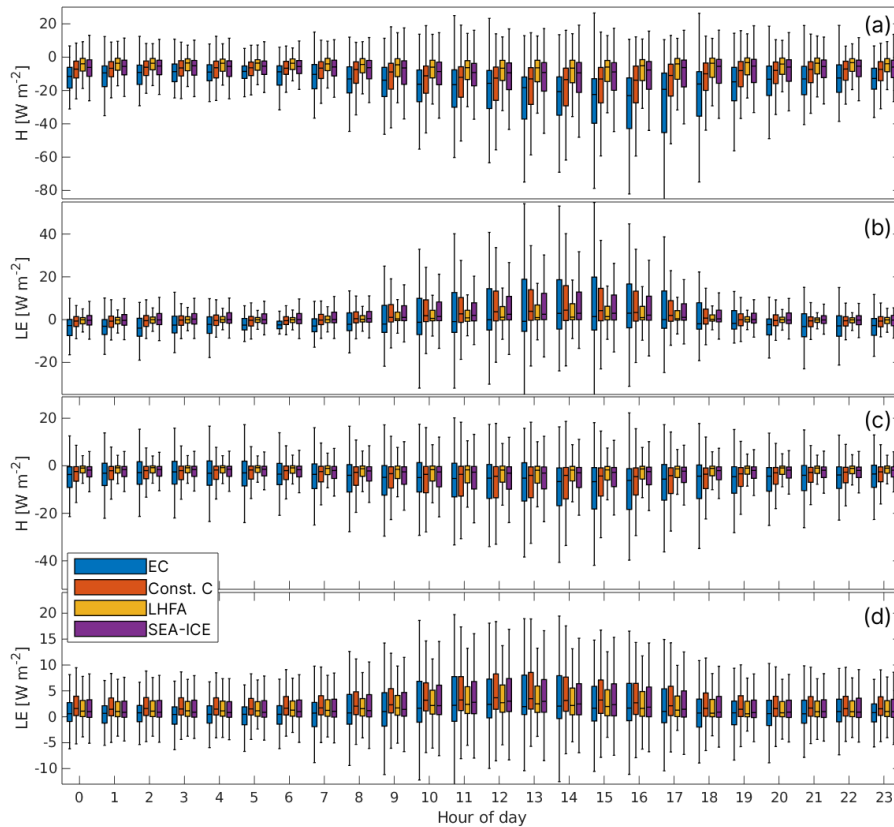 (a)
H [W m-2]
20
0
-20
-40
-60
-80
(b)
LE [W m-2]
40
20
0
-20
(c)
H [W m-2]
20
0
-20
-40
EC
Const. C
LHFA
SEA-ICE
(d)
LE [W m-2]
20
15
10
5
0
-5
-10
0 1 2 3 4 5 6 7 8 9 10 11 12 13 14 15 16 17 18 19 20 21 22 23
Hour of day